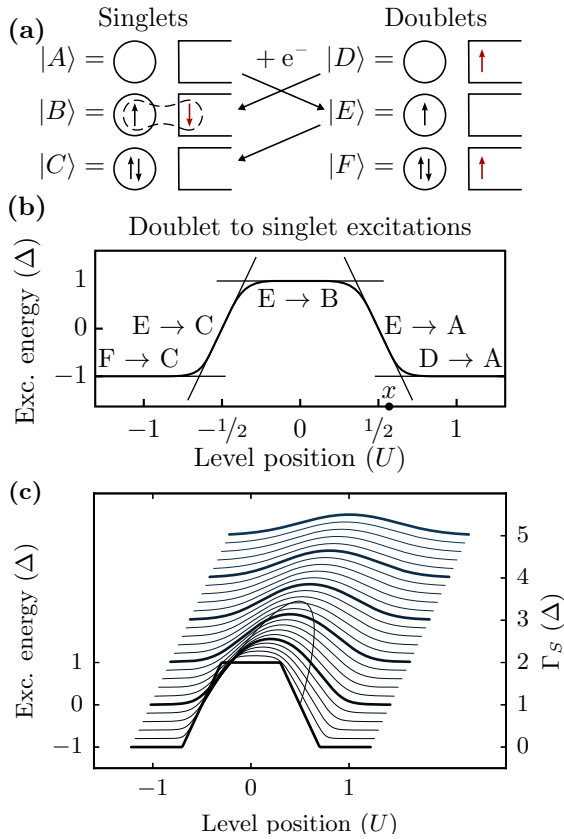 (a) Singlets Doublets
|A⟩ = + e⁻ |D⟩ =
|B⟩ = |E⟩ =
|C⟩ = |F⟩ =
(b) Doublet to singlet excitations
Exc. energy (Δ)
1
0
−1
E → B
E → C E → A
F → C D → A
x
−1 −1/2 0 1/2 1
Level position (U)
(c)
Exc. energy (Δ)
1
0
−1
5
4
3
2
1
0
Γ_S (Δ)
−1 0 1
Level position (U)